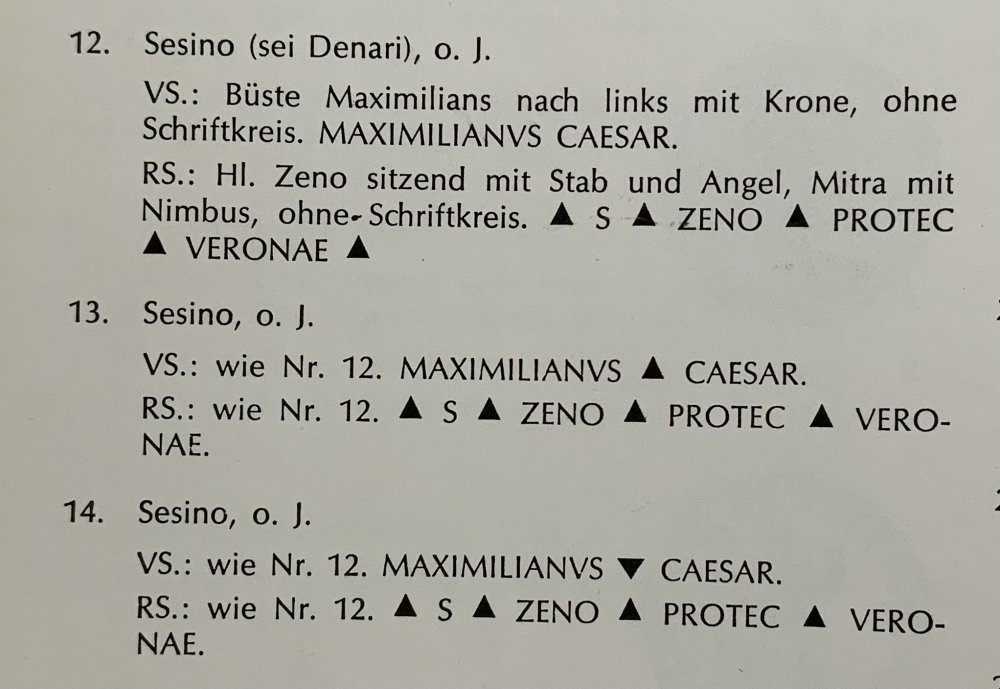 12. Sesino (sei Denari), o. J.
VS.: Büste Maximilians nach links mit Krone, ohne
Schriftkreis. MAXIMILIANVS CAESAR.
RS.: Hl. Zeno sitzend mit Stab und Angel, Mitra mit
Nimbus, ohne-Schriftkreis. ▲ S ▲ ZENO ▲ PROTEC
▲ VERONAE ▲
13. Sesino, o. J.
VS.: wie Nr. 12. MAXIMILIANVS ▲ CAESAR.
RS.: wie Nr. 12. ▲ S ▲ ZENO ▲ PROTEC ▲ VERO-
NAE.
14. Sesino, o. J.
VS.: wie Nr. 12. MAXIMILIANVS ▼ CAESAR.
RS.: wie Nr. 12. ▲ S ▲ ZENO ▲ PROTEC ▲ VERO-
NAE.